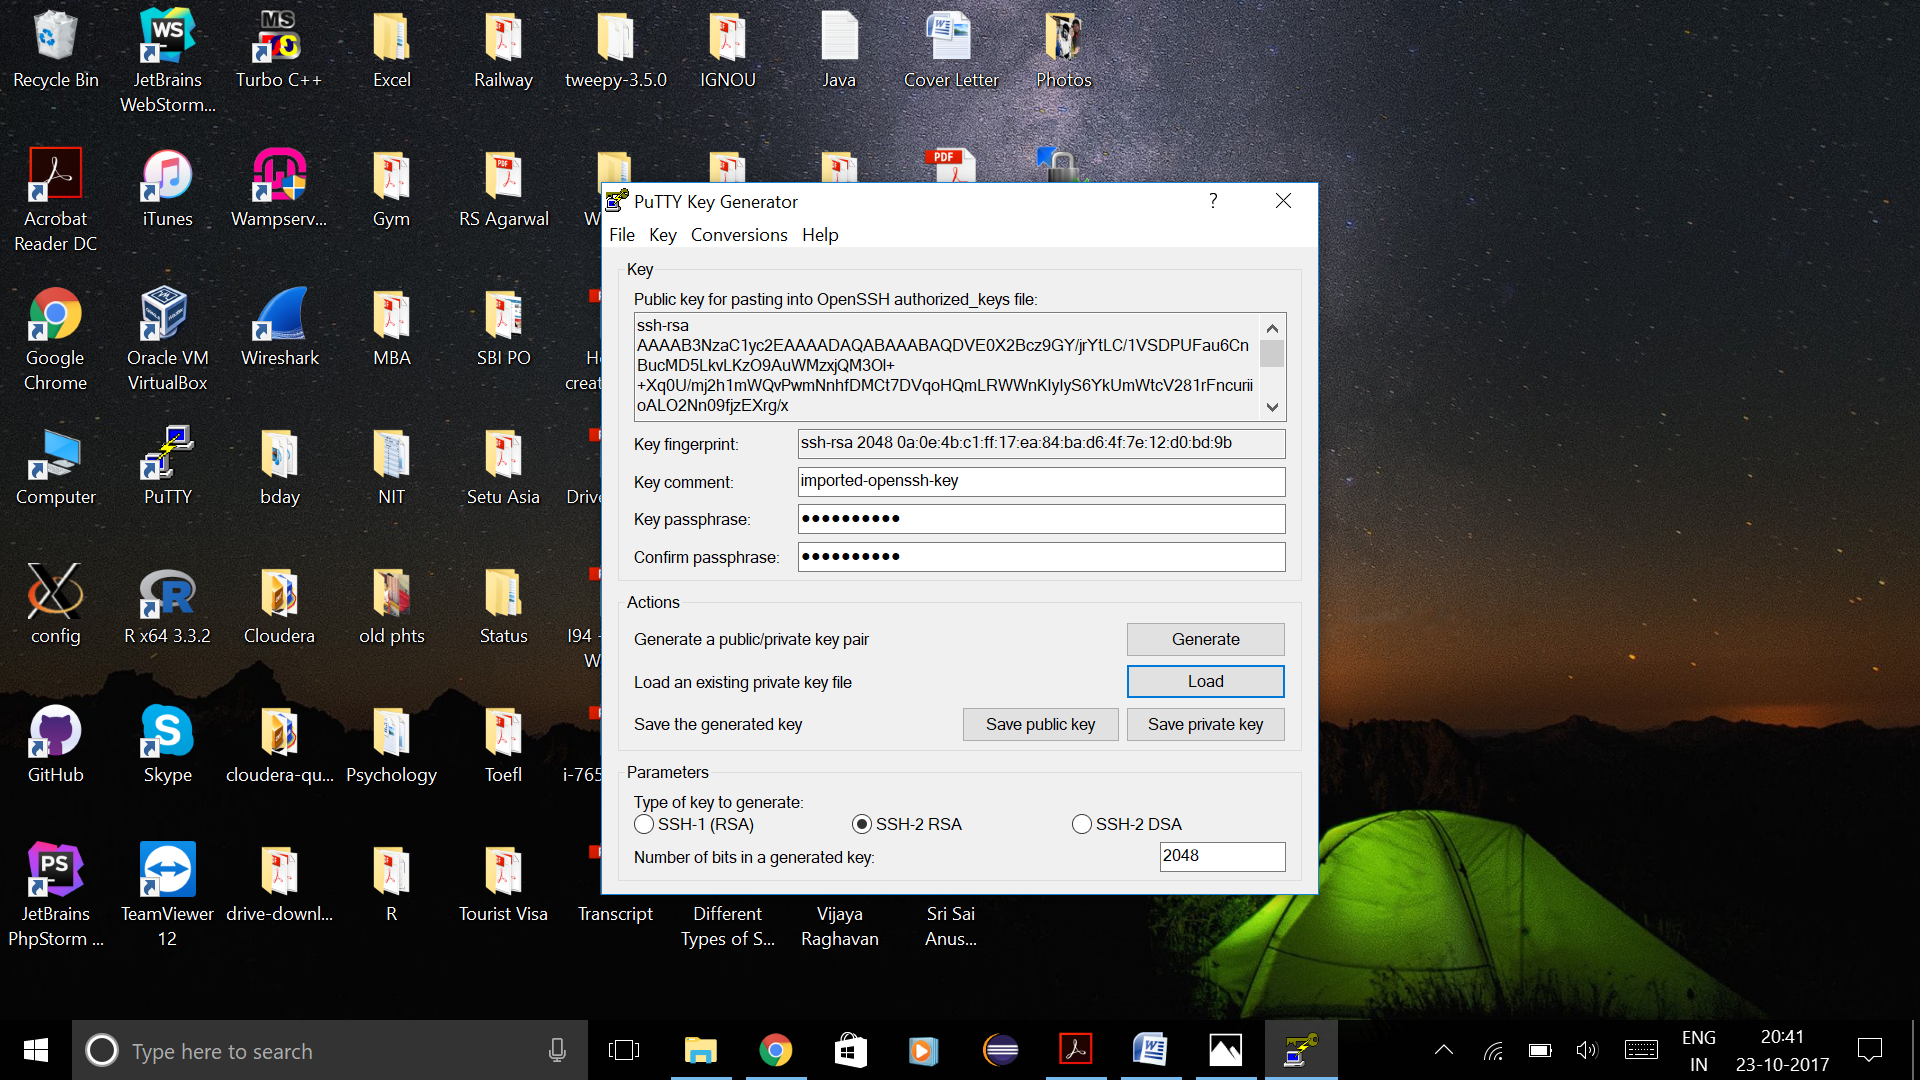 Recycle Bin
JetBrains
WebStorm...
Turbo C++
Excel
Railway
tweepy-3.5.0
IGNOU
Java
Cover Letter
Photos
Acrobat
Reader DC
iTunes
Wampserv...
Gym
RS Agarwal
Google
Chrome
Oracle VM
VirtualBox
Wireshark
MBA
SBI PO
creat
Computer
PuTTY
bday
NIT
Setu Asia
Drive
config
R x64 3.3.2
Cloudera
old phts
Status
I94 -
GitHub
Skype
cloudera-qu...
Psychology
Toefl
i-765
JetBrains
PhpStorm ...
TeamViewer
12
drive-downl...
R
Tourist Visa
Transcript
Different
Types of S...
Vijaya
Raghavan
Sri Sai
Anus...
PuTTY Key Generator
?
File Key Conversions Help
Key
Public key for pasting into OpenSSH authorized_keys file:
ssh-rsa
AAAAB3NzaC1yc2EAAAADAQABAAABAQDVE0X2Bcz9GY/jrYtLC/1VSDPUFau6Cn
BucMD5LkvLKzO9AuWMzxjQM3Ol+
+Xq0U/mj2h1mWQvPwmNnhfDMCt7DVqoHQmLRWWnKIyIyS6YkUmWtcV281rFncurii
oALO2Nn09fjzEXrg/x
Key fingerprint: ssh-rsa 2048 0a:0e:4b:c1:ff:17:ea:84:ba:d6:4f:7e:12:d0:bd:9b
Key comment: imported-openssh-key
Key passphrase: ●●●●●●●●●●
Confirm passphrase: ●●●●●●●●●●
Actions
Generate a public/private key pair Generate
Load an existing private key file Load
Save the generated key Save public key Save private key
Parameters
Type of key to generate:
SSH-1 (RSA) SSH-2 RSA SSH-2 DSA
Number of bits in a generated key: 2048
Type here to search
ENG
IN
20:41
23-10-2017